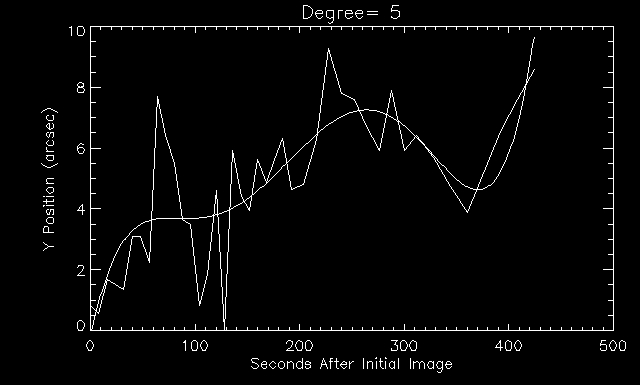 Degree= 5
10
8
6
4
2
0
Y Position (arcsec)
0 100 200 300 400 500
Seconds After Initial Image